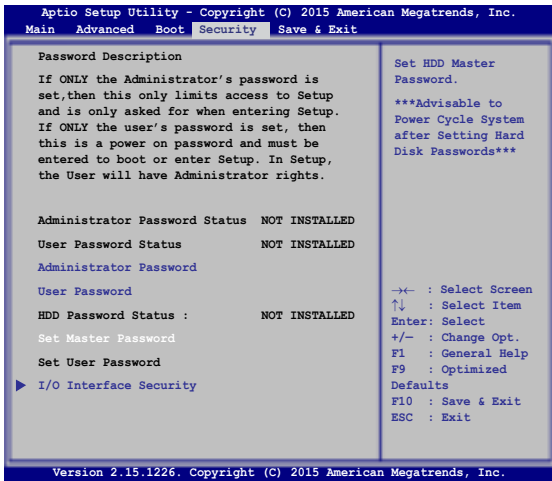 Aptio Setup Utility - Copyright (C) 2015 American Megatrends, Inc.
Main Advanced Boot Security Save & Exit
Password Description
If ONLY the Administrator's password is
set,then this only limits access to Setup
and is only asked for when entering Setup.
If ONLY the user's password is set, then
this is a power on password and must be
entered to boot or enter Setup. In Setup,
the User will have Administrator rights.
Administrator Password Status NOT INSTALLED
User Password Status NOT INSTALLED
Administrator Password
User Password
HDD Password Status : NOT INSTALLED
Set Master Password
Set User Password
I/O Interface Security
Set HDD Master
Password.
***Advisable to
Power Cycle System
after Setting Hard
Disk Passwords***
→← : Select Screen
↑↓ : Select Item
Enter: Select
+/− : Change Opt.
F1 : General Help
F9 : Optimized
Defaults
F10 : Save & Exit
ESC : Exit
Version 2.15.1226. Copyright (C) 2015 American Megatrends, Inc.